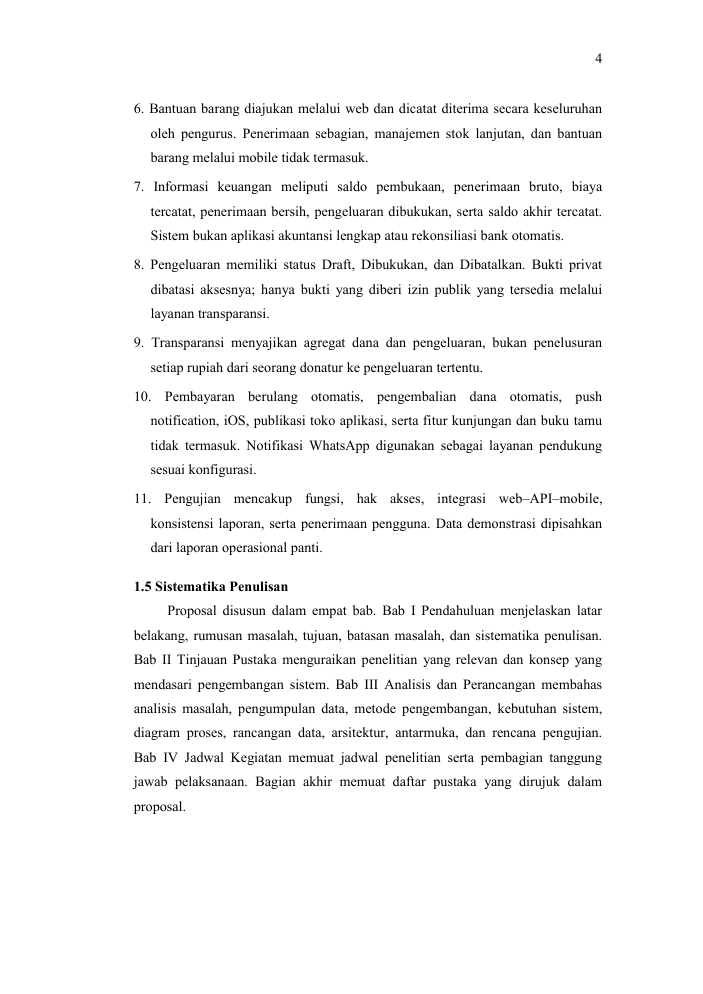 4
6. Bantuan barang diajukan melalui web dan dicatat diterima secara keseluruhan
oleh pengurus. Penerimaan sebagian, manajemen stok lanjutan, dan bantuan
barang melalui mobile tidak termasuk.
7. Informasi keuangan meliputi saldo pembukaan, penerimaan bruto, biaya
tercatat, penerimaan bersih, pengeluaran dibukukan, serta saldo akhir tercatat.
Sistem bukan aplikasi akuntansi lengkap atau rekonsiliasi bank otomatis.
8. Pengeluaran memiliki status Draft, Dibukukan, dan Dibatalkan. Bukti privat
dibatasi aksesnya; hanya bukti yang diberi izin publik yang tersedia melalui
layanan transparansi.
9. Transparansi menyajikan agregat dana dan pengeluaran, bukan penelusuran
setiap rupiah dari seorang donatur ke pengeluaran tertentu.
10. Pembayaran berulang otomatis, pengembalian dana otomatis, push
notification, iOS, publikasi toko aplikasi, serta fitur kunjungan dan buku tamu
tidak termasuk. Notifikasi WhatsApp digunakan sebagai layanan pendukung
sesuai konfigurasi.
11. Pengujian mencakup fungsi, hak akses, integrasi web–API–mobile,
konsistensi laporan, serta penerimaan pengguna. Data demonstrasi dipisahkan
dari laporan operasional panti.
1.5 Sistematika Penulisan
Proposal disusun dalam empat bab. Bab I Pendahuluan menjelaskan latar
belakang, rumusan masalah, tujuan, batasan masalah, dan sistematika penulisan.
Bab II Tinjauan Pustaka menguraikan penelitian yang relevan dan konsep yang
mendasari pengembangan sistem. Bab III Analisis dan Perancangan membahas
analisis masalah, pengumpulan data, metode pengembangan, kebutuhan sistem,
diagram proses, rancangan data, arsitektur, antarmuka, dan rencana pengujian.
Bab IV Jadwal Kegiatan memuat jadwal penelitian serta pembagian tanggung
jawab pelaksanaan. Bagian akhir memuat daftar pustaka yang dirujuk dalam
proposal.